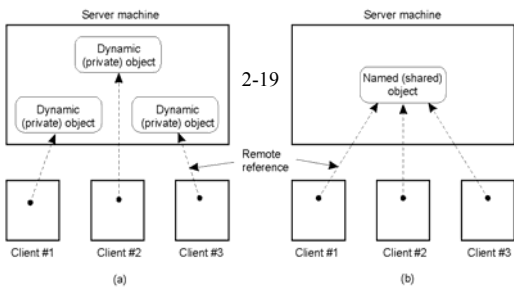 Server machine
Dynamic
(private) object
Dynamic
(private) object
Dynamic
(private) object
Client #1
Client #2
Client #3
(a)
2-19
Remote
reference
Server machine
Named (shared)
object
Client #1
Client #2
Client #3
(b)